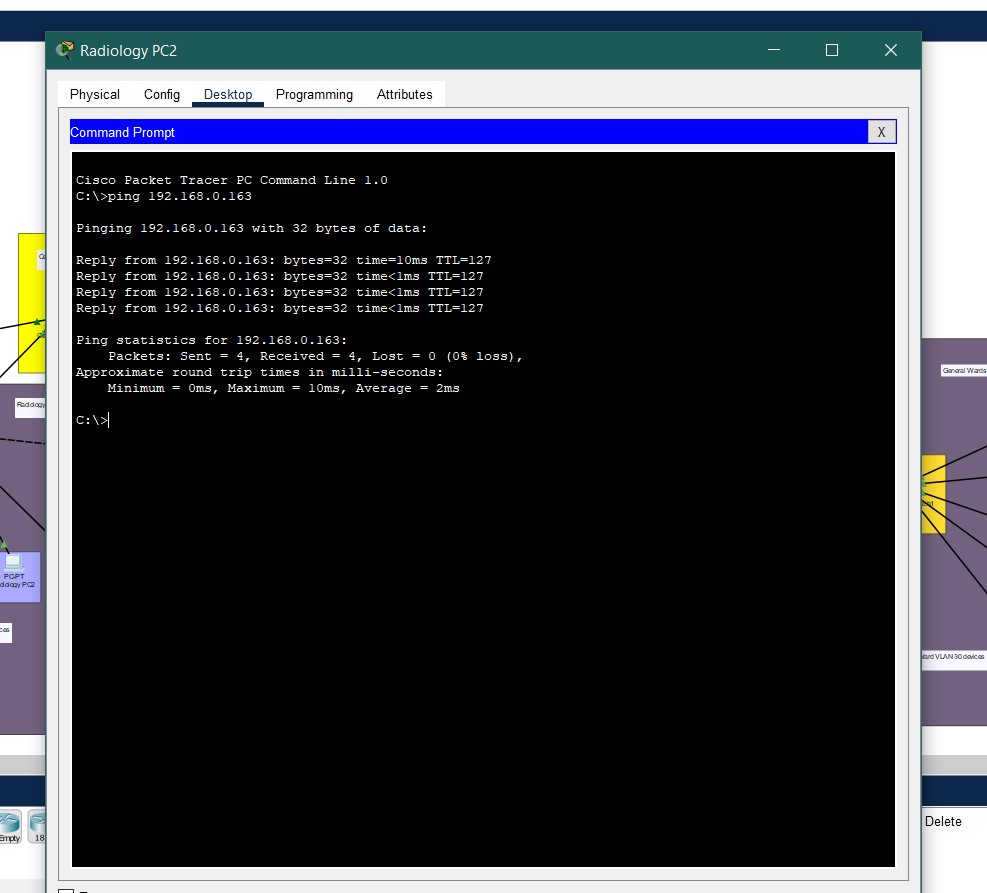 Radiology PC2
Physical Config Desktop Programming Attributes
Command Prompt X
Cisco Packet Tracer PC Command Line 1.0
C:\>ping 192.168.0.163
Pinging 192.168.0.163 with 32 bytes of data:
Reply from 192.168.0.163: bytes=32 time=10ms TTL=127
Reply from 192.168.0.163: bytes=32 time<1ms TTL=127
Reply from 192.168.0.163: bytes=32 time<1ms TTL=127
Reply from 192.168.0.163: bytes=32 time<1ms TTL=127
Ping statistics for 192.168.0.163:
Packets: Sent = 4, Received = 4, Lost = 0 (0% loss),
Approximate round trip times in milli-seconds:
Minimum = 0ms, Maximum = 10ms, Average = 2ms
C:\>
Radiology
PC-PT
diology PC2
ces
General Wards
ard VLAN 30 devices
Empty
18
Delete